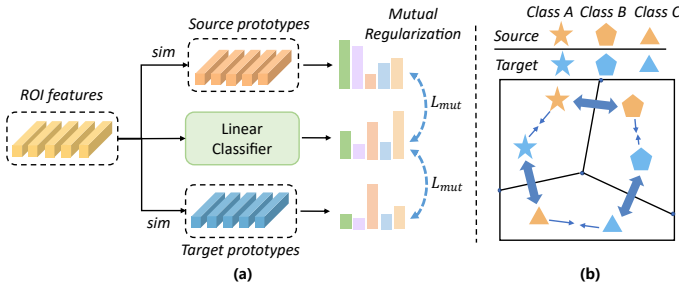 Source prototypes
Mutual
Regularization
sim
ROI features
Linear
Classifier
L_mut
L_mut
sim
Target prototypes
(a)
Class A Class B Class C
Source
Target
(b)